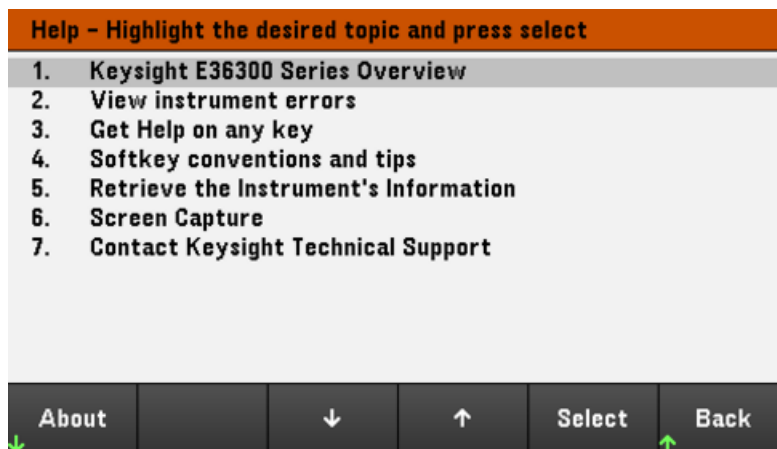 Help - Highlight the desired topic and press select
1. Keysight E36300 Series Overview
2. View instrument errors
3. Get Help on any key
4. Softkey conventions and tips
5. Retrieve the Instrument's Information
6. Screen Capture
7. Contact Keysight Technical Support
About ↓ ↑ Select Back